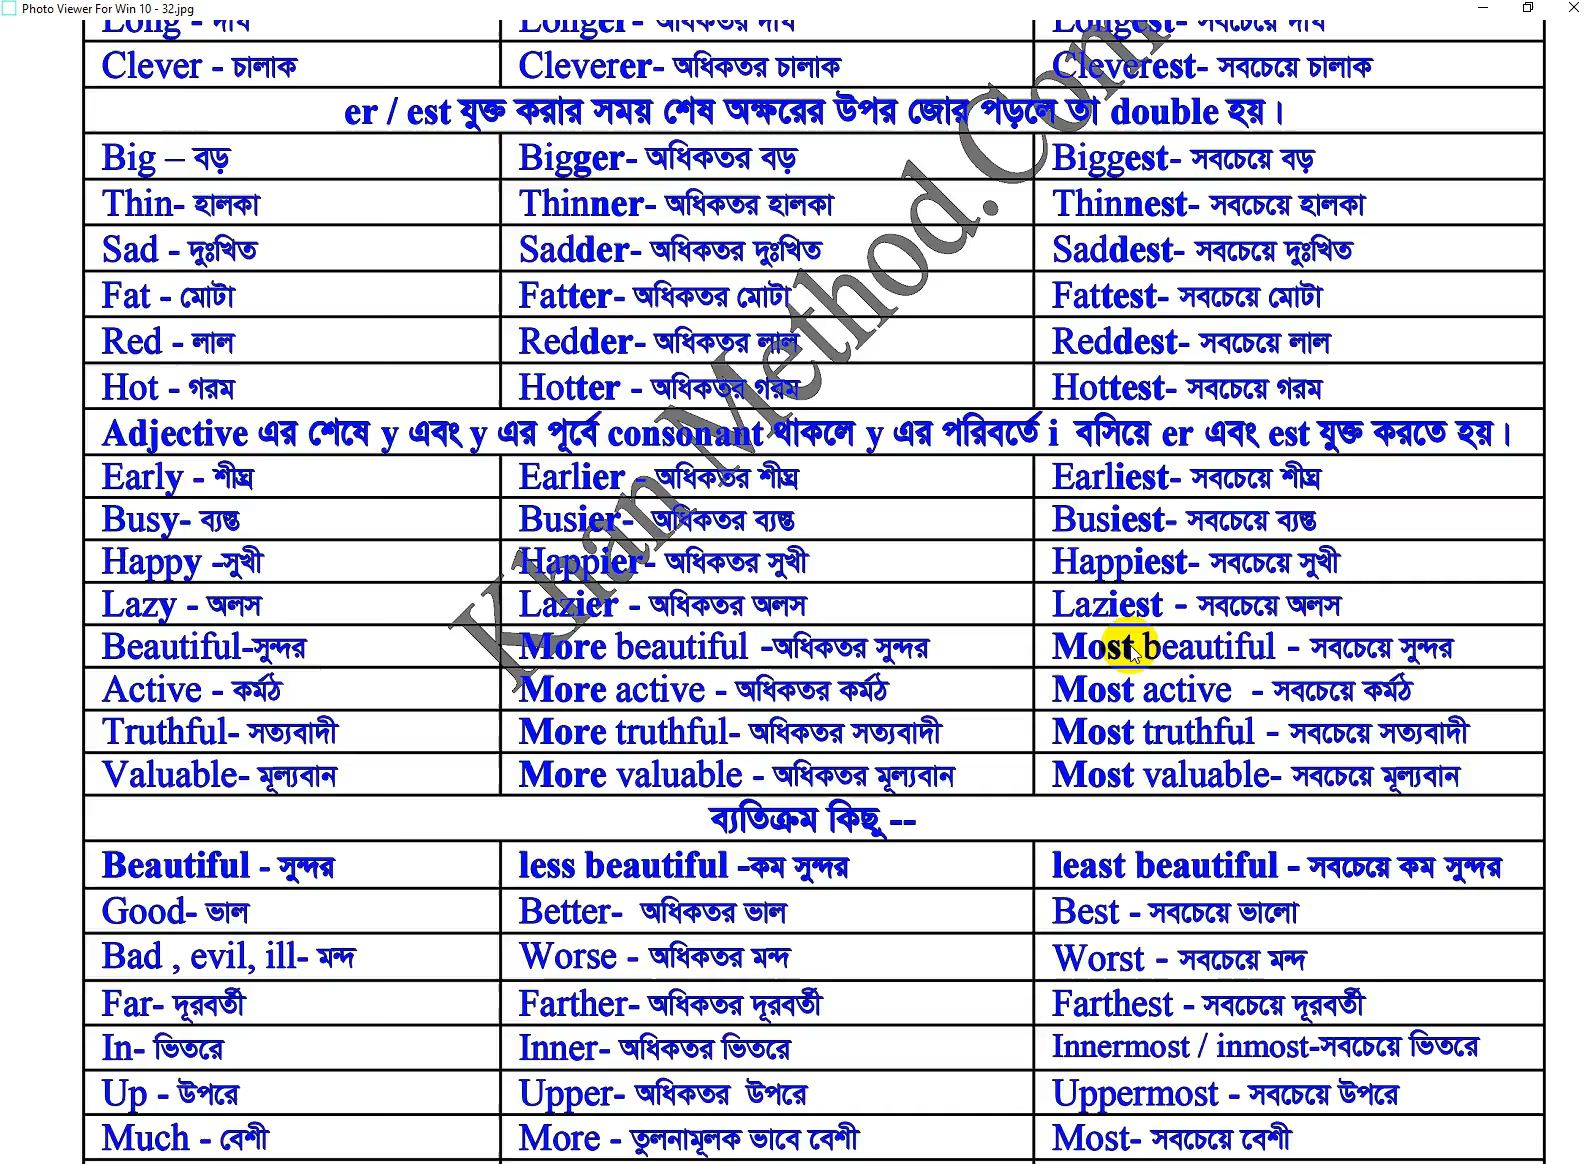 Photo Viewer For Win 10 - 32.jpg
Long - দীর্ঘ Longer- অধিকতর দীর্ঘ Longest- সবচেয়ে দীর্ঘ
Clever - চালাক Cleverer- অধিকতর চালাক Cleverest- সবচেয়ে চালাক
er / est যুক্ত করার সময় শেষ অক্ষরের উপর জোর পড়লে তা double হয়।
Big – বড় Bigger- অধিকতর বড় Biggest- সবচেয়ে বড়
Thin- হালকা Thinner- অধিকতর হালকা Thinnest- সবচেয়ে হালকা
Sad - দুঃখিত Sadder- অধিকতর দুঃখিত Saddest- সবচেয়ে দুঃখিত
Fat - মোটা Fatter- অধিকতর মোটা Fattest- সবচেয়ে মোটা
Red - লাল Redder- অধিকতর লাল Reddest- সবচেয়ে লাল
Hot - গরম Hotter - অধিকতর গরম Hottest- সবচেয়ে গরম
Adjective এর শেষে y এবং y এর পূর্বে consonant থাকলে y এর পরিবর্তে i বসিয়ে er এবং est যুক্ত করতে হয়।
Early - শীঘ্র Earlier - অধিকতর শীঘ্র Earliest- সবচেয়ে শীঘ্র
Busy- ব্যস্ত Busier- অধিকতর ব্যস্ত Busiest- সবচেয়ে ব্যস্ত
Happy -সুখী Happier- অধিকতর সুখী Happiest- সবচেয়ে সুখী
Lazy - অলস Lazier - অধিকতর অলস Laziest - সবচেয়ে অলস
Beautiful-সুন্দর More beautiful -অধিকতর সুন্দর Most beautiful - সবচেয়ে সুন্দর
Active - কর্মঠ More active - অধিকতর কর্মঠ Most active - সবচেয়ে কর্মঠ
Truthful- সত্যবাদী More truthful- অধিকতর সত্যবাদী Most truthful - সবচেয়ে সত্যবাদী
Valuable- মূল্যবান More valuable - অধিকতর মূল্যবান Most valuable- সবচেয়ে মূল্যবান
ব্যতিক্রম কিছু --
Beautiful - সুন্দর less beautiful -কম সুন্দর least beautiful - সবচেয়ে কম সুন্দর
Good- ভাল Better- অধিকতর ভাল Best - সবচেয়ে ভালো
Bad , evil, ill- মন্দ Worse - অধিকতর মন্দ Worst - সবচেয়ে মন্দ
Far- দূরবর্তী Farther- অধিকতর দূরবর্তী Farthest - সবচেয়ে দূরবর্তী
In- ভিতরে Inner- অধিকতর ভিতরে Innermost / inmost-সবচেয়ে ভিতরে
Up - উপরে Upper- অধিকতর উপরে Uppermost - সবচেয়ে উপরে
Much - বেশী More - তুলনামূলক ভাবে বেশী Most- সবচেয়ে বেশী
Khan Method.Com